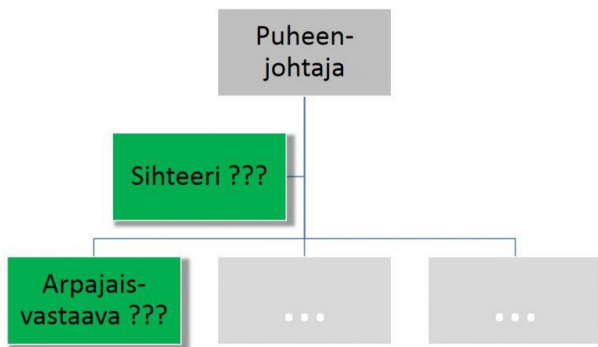 Puheen-
johtaja
Sihteeri ???
Arpajais-
vastaava ???
...
...